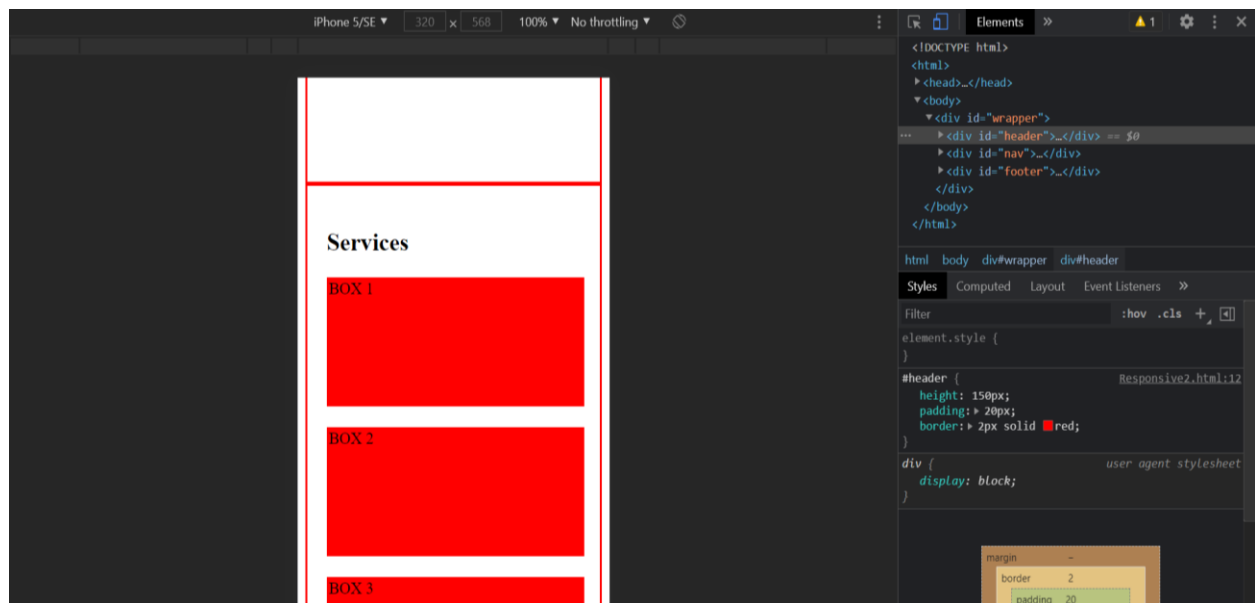 iPhone 5/SE ▼ 320 x 568 100% ▼ No throttling ▼
Services
BOX 1
BOX 2
BOX 3
Elements » 1
<!DOCTYPE html>
<html>
<head>…</head>
<body>
<div id="wrapper">
… <div id="header">…</div> == $0
<div id="nav">…</div>
<div id="footer">…</div>
</div>
</body>
</html>
html body div#wrapper div#header
Styles Computed Layout Event Listeners »
Filter :hov .cls +
element.style {
}
#header { Responsive2.html:12
height: 150px;
padding: 20px;
border: 2px solid red;
}
div { user agent stylesheet
display: block;
}
margin -
border 2
padding 20